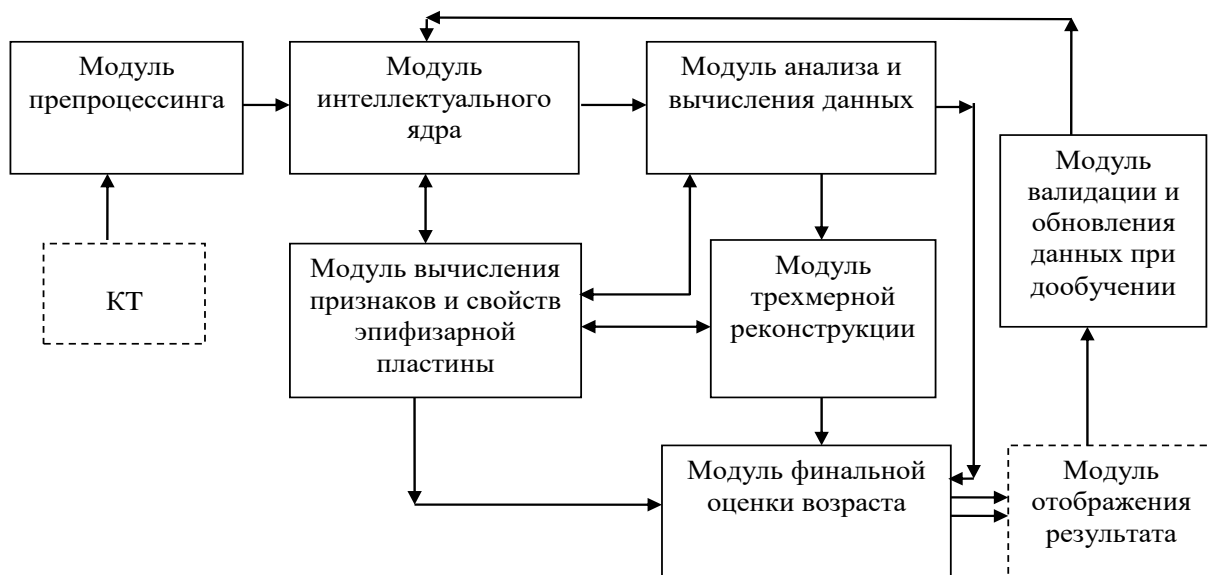 Модуль
препроцессинга
Модуль
интеллектуального
ядра
Модуль анализа и
вычисления данных
Модуль
валидации и
обновления
данных при
дообучении
КТ
Модуль вычисления
признаков и свойств
эпифизарной
пластины
Модуль
трехмерной
реконструкции
Модуль финальной
оценки возраста
Модуль
отображения
результата